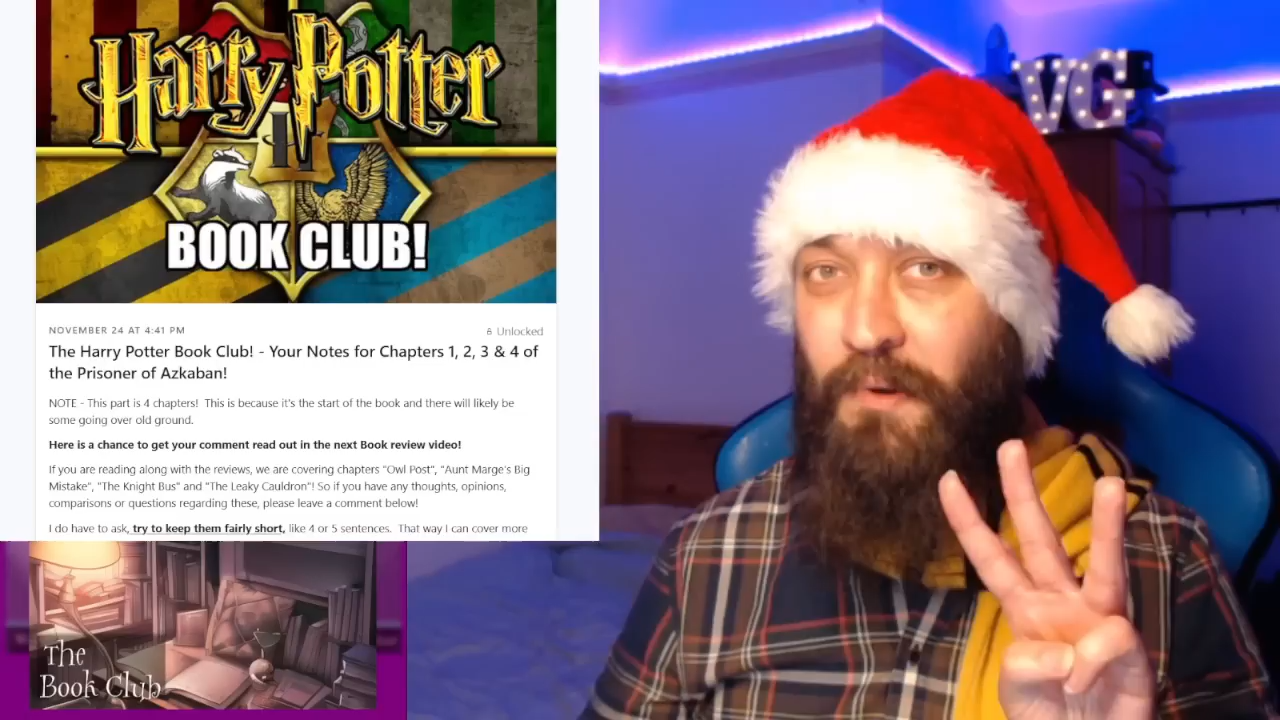 Harry Potter
BOOK CLUB!
NOVEMBER 24 AT 4:41 PM
Unlocked
The Harry Potter Book Club! - Your Notes for Chapters 1, 2, 3 & 4 of
the Prisoner of Azkaban!
NOTE - This part is 4 chapters! This is because it's the start of the book and there will likely be
some going over old ground.
Here is a chance to get your comment read out in the next Book review video!
If you are reading along with the reviews, we are covering chapters "Owl Post", "Aunt Marge's Big
Mistake", "The Knight Bus" and "The Leaky Cauldron"! So if you have any thoughts, opinions,
comparisons or questions regarding these, please leave a comment below!
I do have to ask, try to keep them fairly short, like 4 or 5 sentences. That way I can cover more
The
Book Club
VG